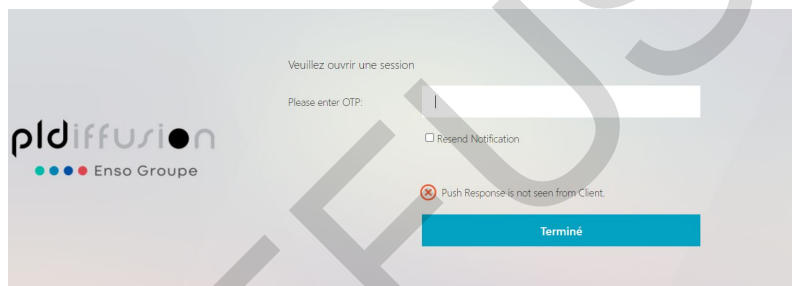 Veuillez ouvrir une session
Please enter OTP:
Resend Notification
pldiffusion
Enso Groupe
Push Response is not seen from Client.
Terminé